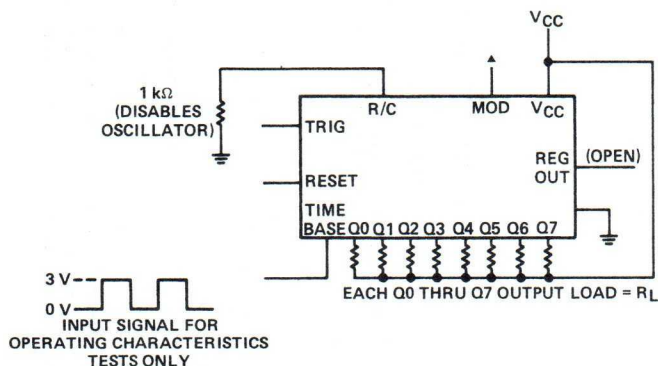 VCC
1 kΩ
(DISABLES
OSCILLATOR)
R/C
MOD
VCC
TRIG
REG
OUT
(OPEN)
RESET
TIME
BASE Q0 Q1 Q2 Q3 Q4 Q5 Q6 Q7
3 V
0 V
EACH Q0 THRU Q7 OUTPUT LOAD = RL
INPUT SIGNAL FOR
OPERATING CHARACTERISTICS
TESTS ONLY